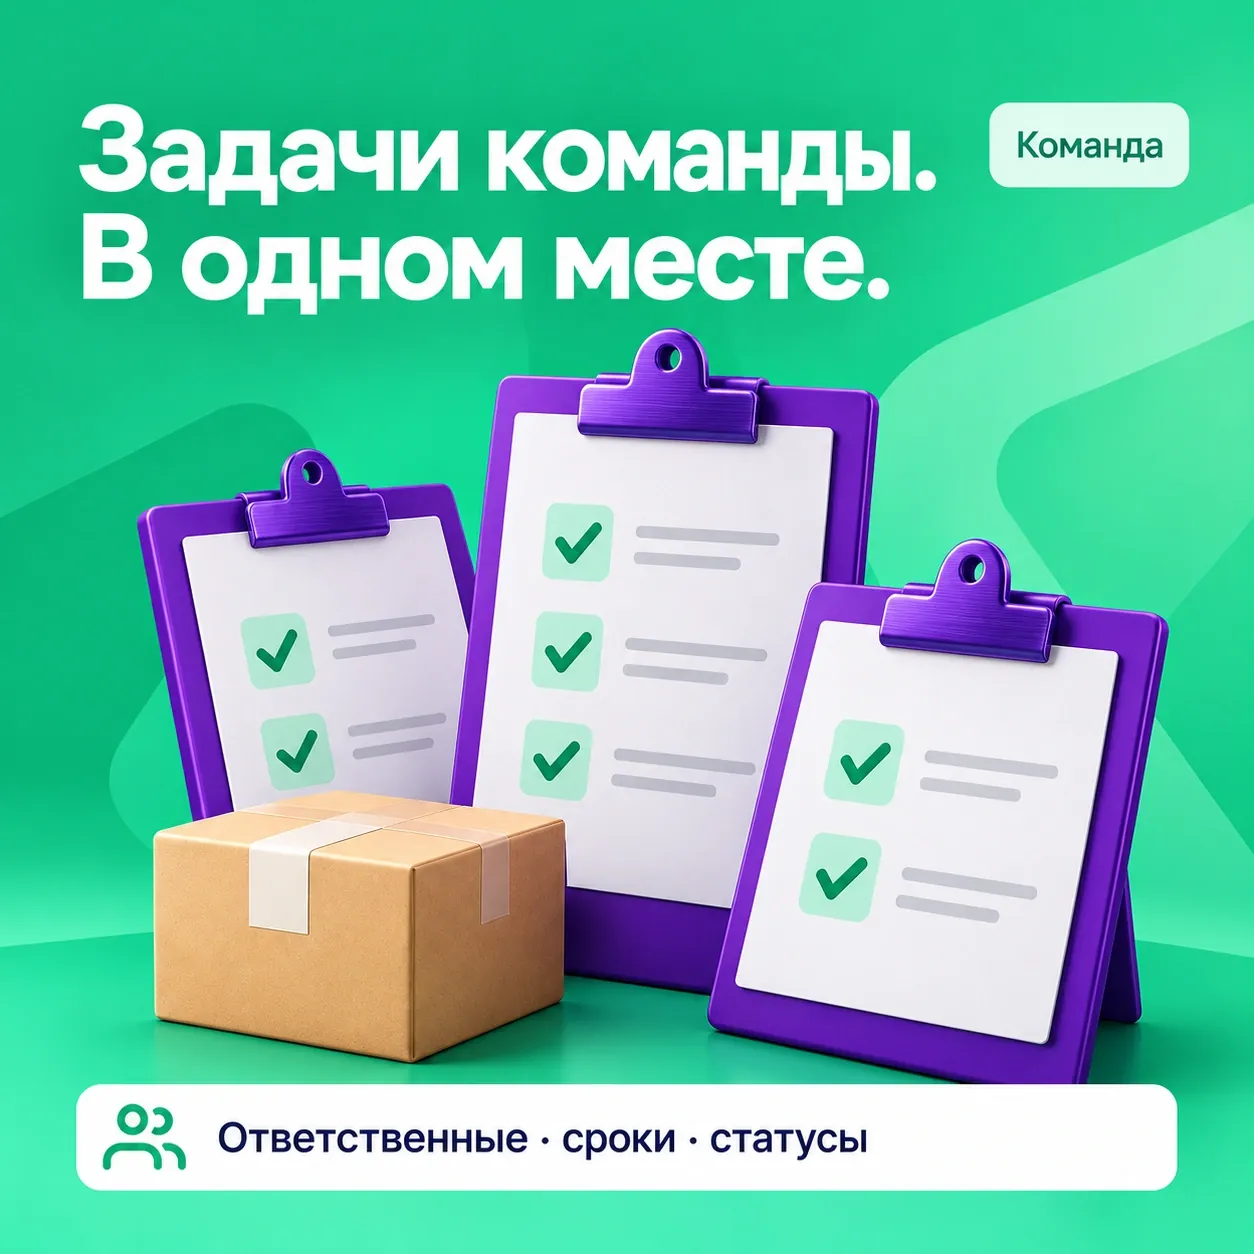 Задачи команды.
В одном месте.
Команда
Ответственные · сроки · статусы